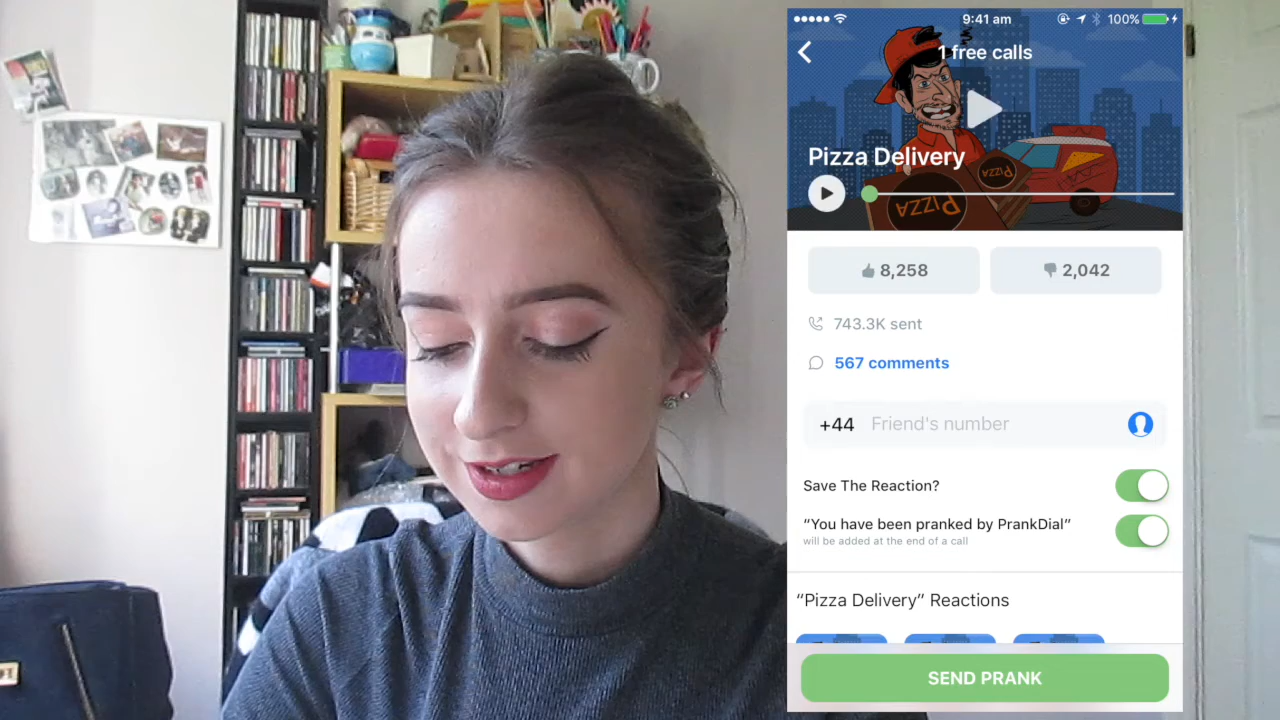 9:41 am
100%
1 free calls
Pizza Delivery
PIZZA
PIZZA
8,258
2,042
743.3K sent
567 comments
+44 Friend's number
Save The Reaction?
“You have been pranked by PrankDial”
will be added at the end of a call
“Pizza Delivery” Reactions
SEND PRANK